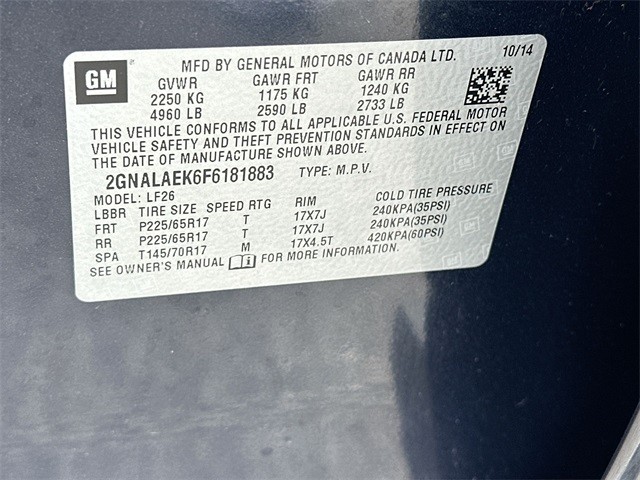 GM
MFD BY GENERAL MOTORS OF CANADA LTD. 10/14
GVWR GAWR FRT GAWR RR
2250 KG 1175 KG 1240 KG
4960 LB 2590 LB 2733 LB
THIS VEHICLE CONFORMS TO ALL APPLICABLE U.S. FEDERAL MOTOR
VEHICLE SAFETY AND THEFT PREVENTION STANDARDS IN EFFECT ON
THE DATE OF MANUFACTURE SHOWN ABOVE.
2GNALAEK6F6181883 TYPE: M.P.V.
MODEL: LF26
LBBR TIRE SIZE SPEED RTG RIM COLD TIRE PRESSURE
FRT P225/65R17 T 17X7J 240KPA(35PSI)
RR P225/65R17 T 17X7J 240KPA(35PSI)
SPA T145/70R17 M 17X4.5T 420KPA(60PSI)
SEE OWNER'S MANUAL FOR MORE INFORMATION.